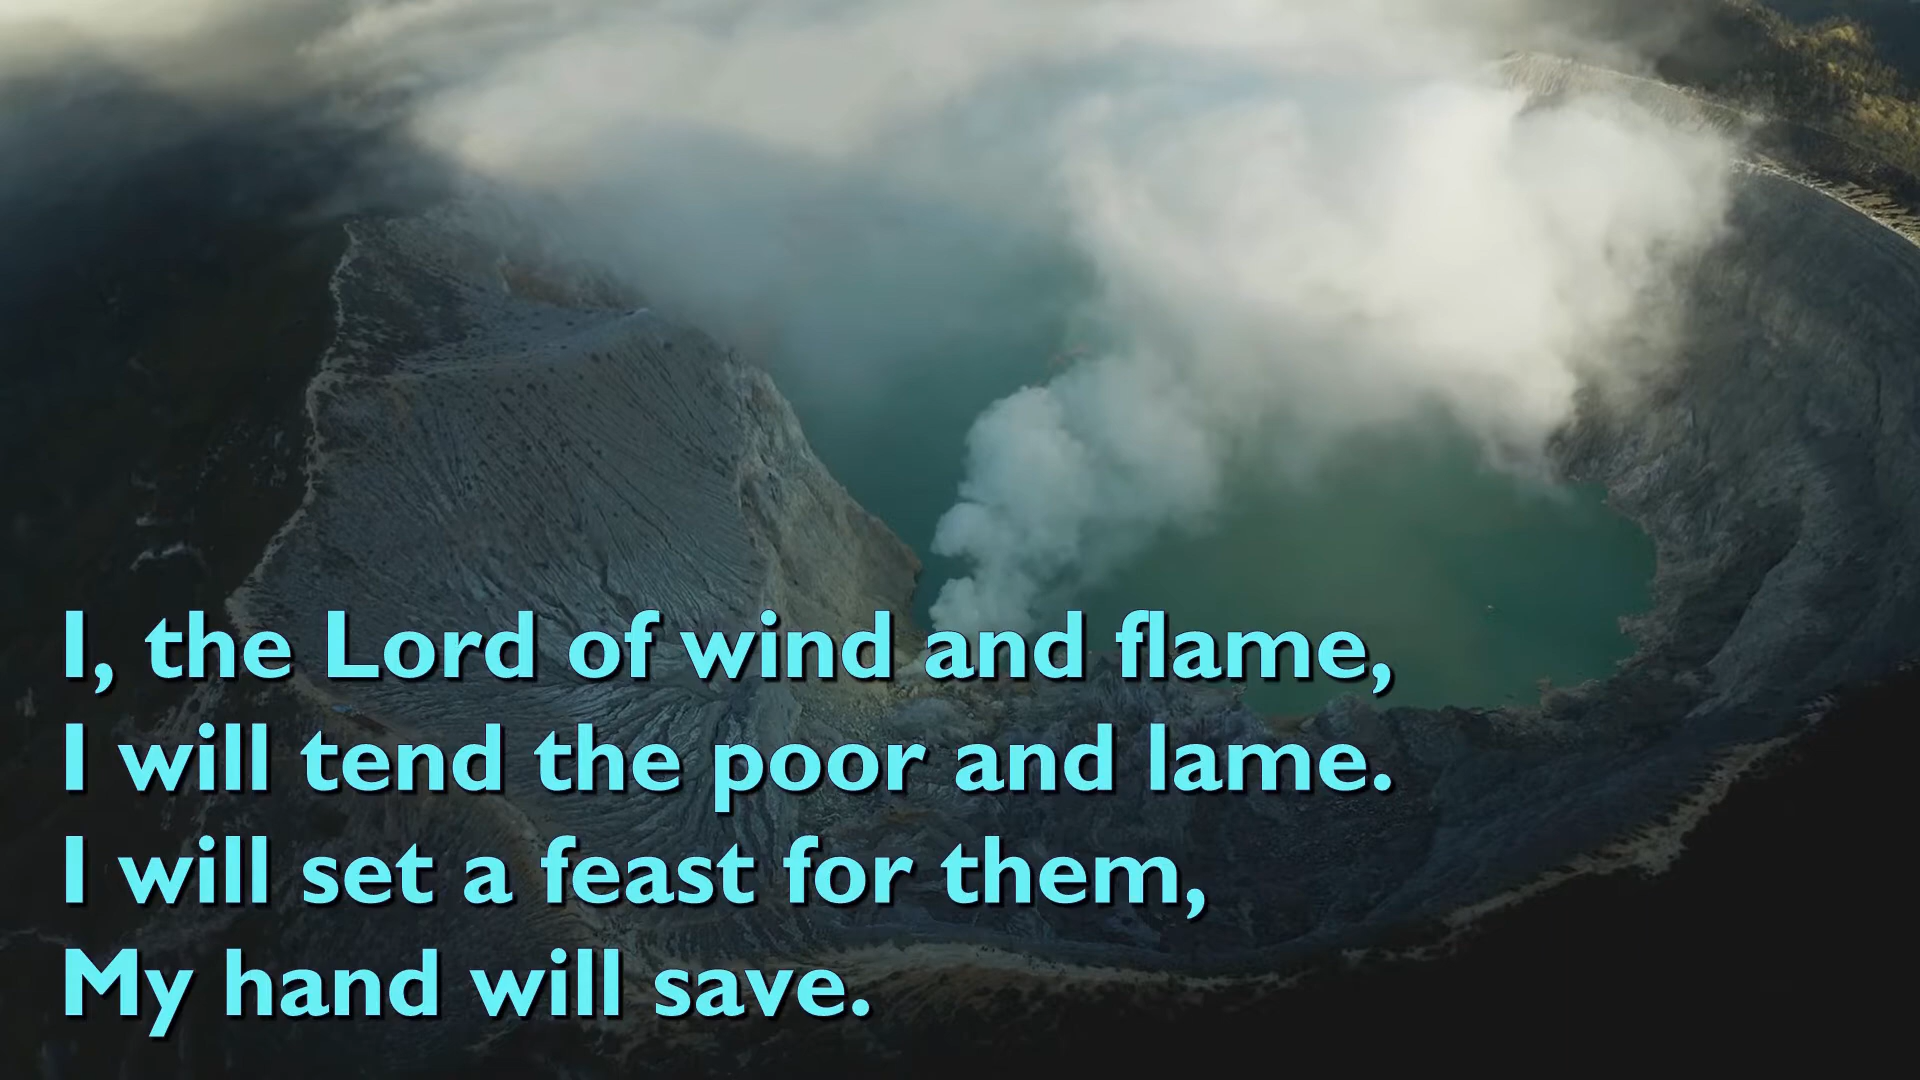 I, the Lord of wind and flame,
I will tend the poor and lame.
I will set a feast for them,
My hand will save.